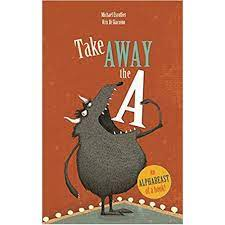 Michaël Escoffier
Kris Di Giacomo
Take
AWAY
the
A
an
ALPHABEAST
of a book!